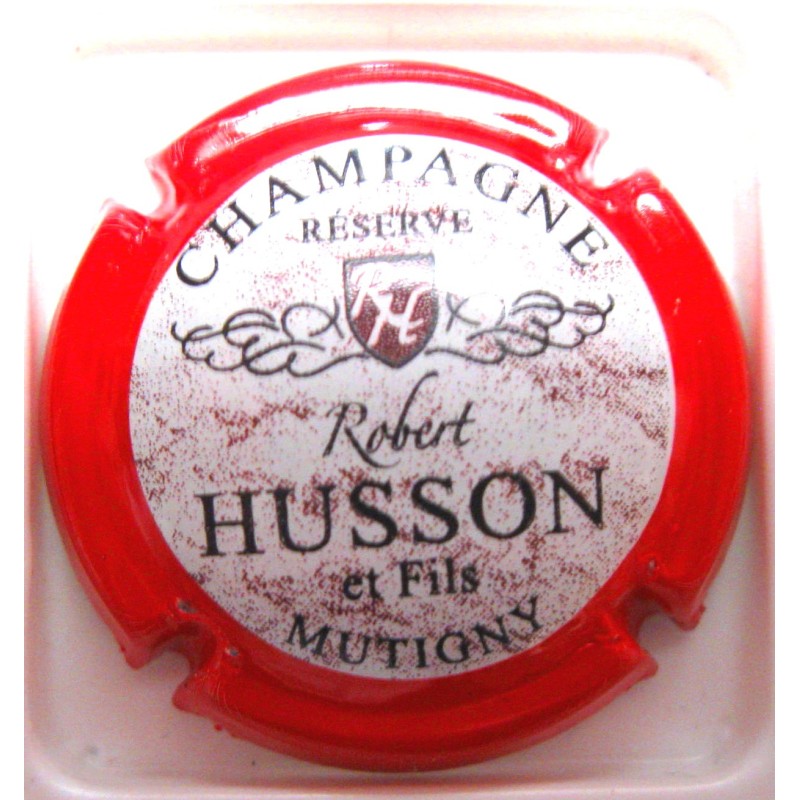 CHAMPAGNE
RÉSERVE
RH
Robert
HUSSON
et Fils
MUTIGNY